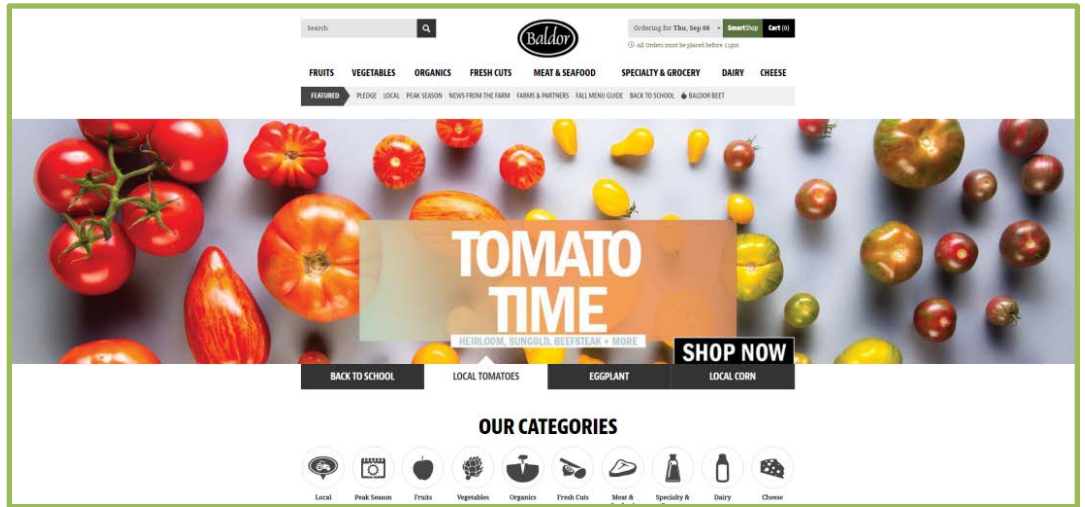 Search
Baldor
Ordering for Thu, Sep 08
SmartShop
Cart (0)
All Orders must be placed before 11pm
FRUITS VEGETABLES ORGANICS FRESH CUTS MEAT & SEAFOOD SPECIALTY & GROCERY DAIRY CHEESE
FEATURED PLEDGE LOCAL PEAK SEASON NEWS FROM THE FARM FARMS & PARTNERS FALL MENU GUIDE BACK TO SCHOOL BALDOR BEET
TOMATO
TIME
HEIRLOOM, SUNGOLD, BEEFSTEAK + MORE
SHOP NOW
BACK TO SCHOOL LOCAL TOMATOES EGGPLANT LOCAL CORN
OUR CATEGORIES
Local Peak Season Fruits Vegetables Organics Fresh Cuts Meat & Specialty & Dairy Cheese